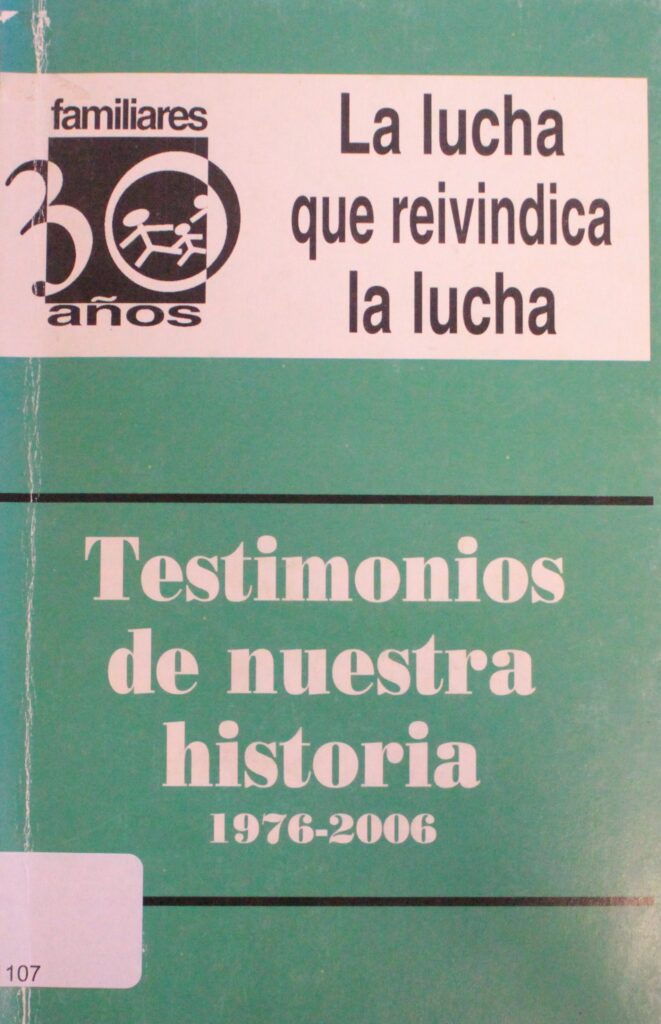 familiares
30
años
La lucha
que reivindica
la lucha
Testimonios
de nuestra
historia
1976-2006
107